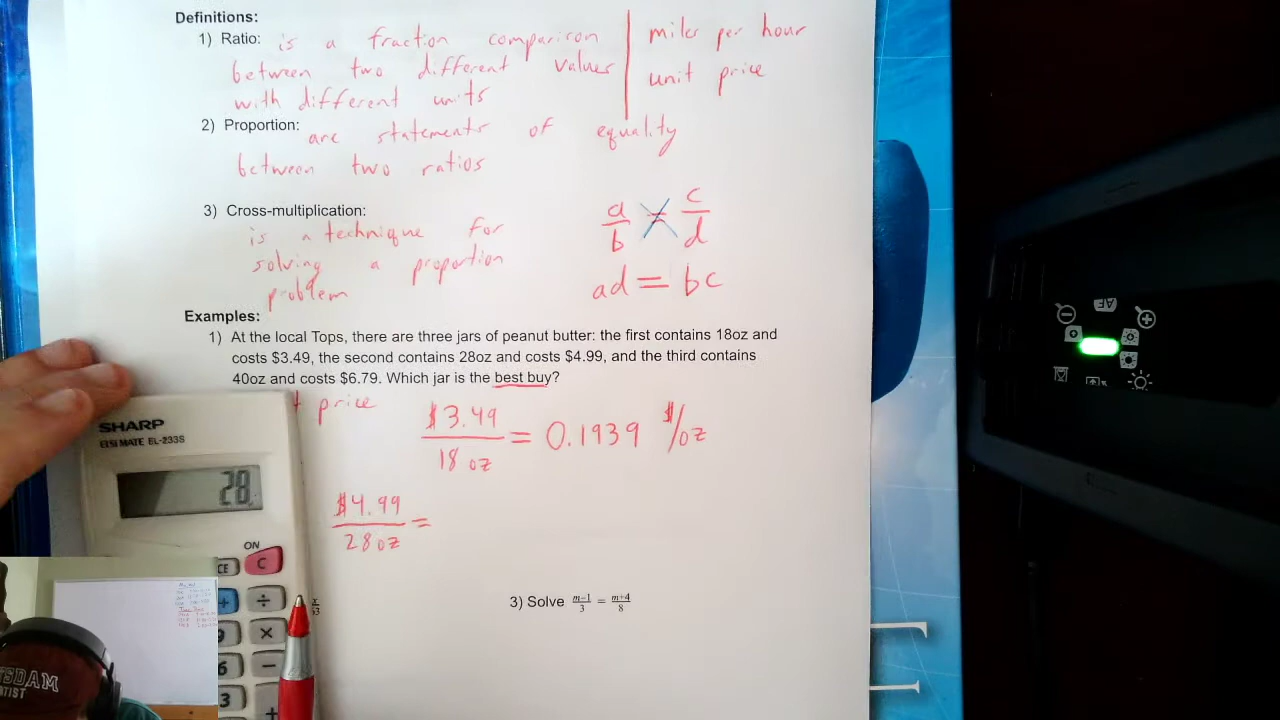 Definitions:
1) Ratio: is a fraction comparison
between two different values
with different units
miles per hour
unit price
2) Proportion: are statements of equality
between two ratios
3) Cross-multiplication:
is a technique for
solving a proportion
problem
a/b = c/d
ad = bc
Examples:
1) At the local Tops, there are three jars of peanut butter: the first contains 18oz and
costs $3.49, the second contains 28oz and costs $4.99, and the third contains
40oz and costs $6.79. Which jar is the best buy?
price
$3.49/18 oz = 0.1939 $/oz
$4.99/28 oz =
3) Solve m−1/3 = m+4/8
SHARP
ELSI MATE EL-233S
28.
ON
CE C
÷
×
6 −
3 +
AF